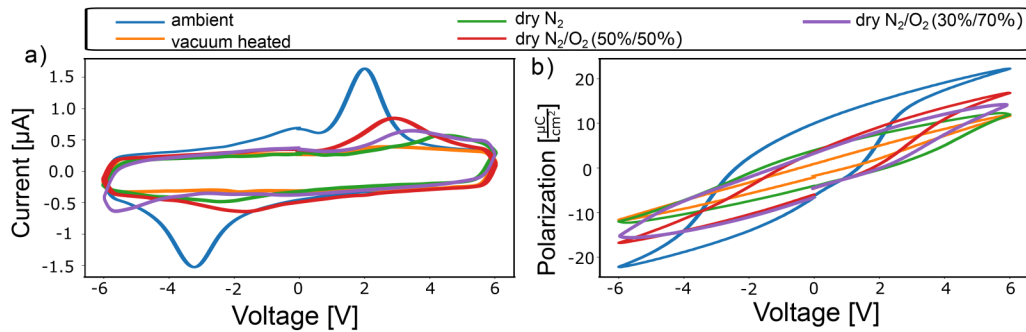 ambient
vacuum heated
dry N₂
dry N₂/O₂ (50%/50%)
dry N₂/O₂ (30%/70%)
a)
1.5
1.0
0.5
0.0
-0.5
-1
-1.5
Current [μA]
-6 -4 -2 0 2 4 6
Voltage [V]
b)
20
10
0
-10
-20
Polarization [μC/cm²]
-6 -4 -2 0 2 4 6
Voltage [V]